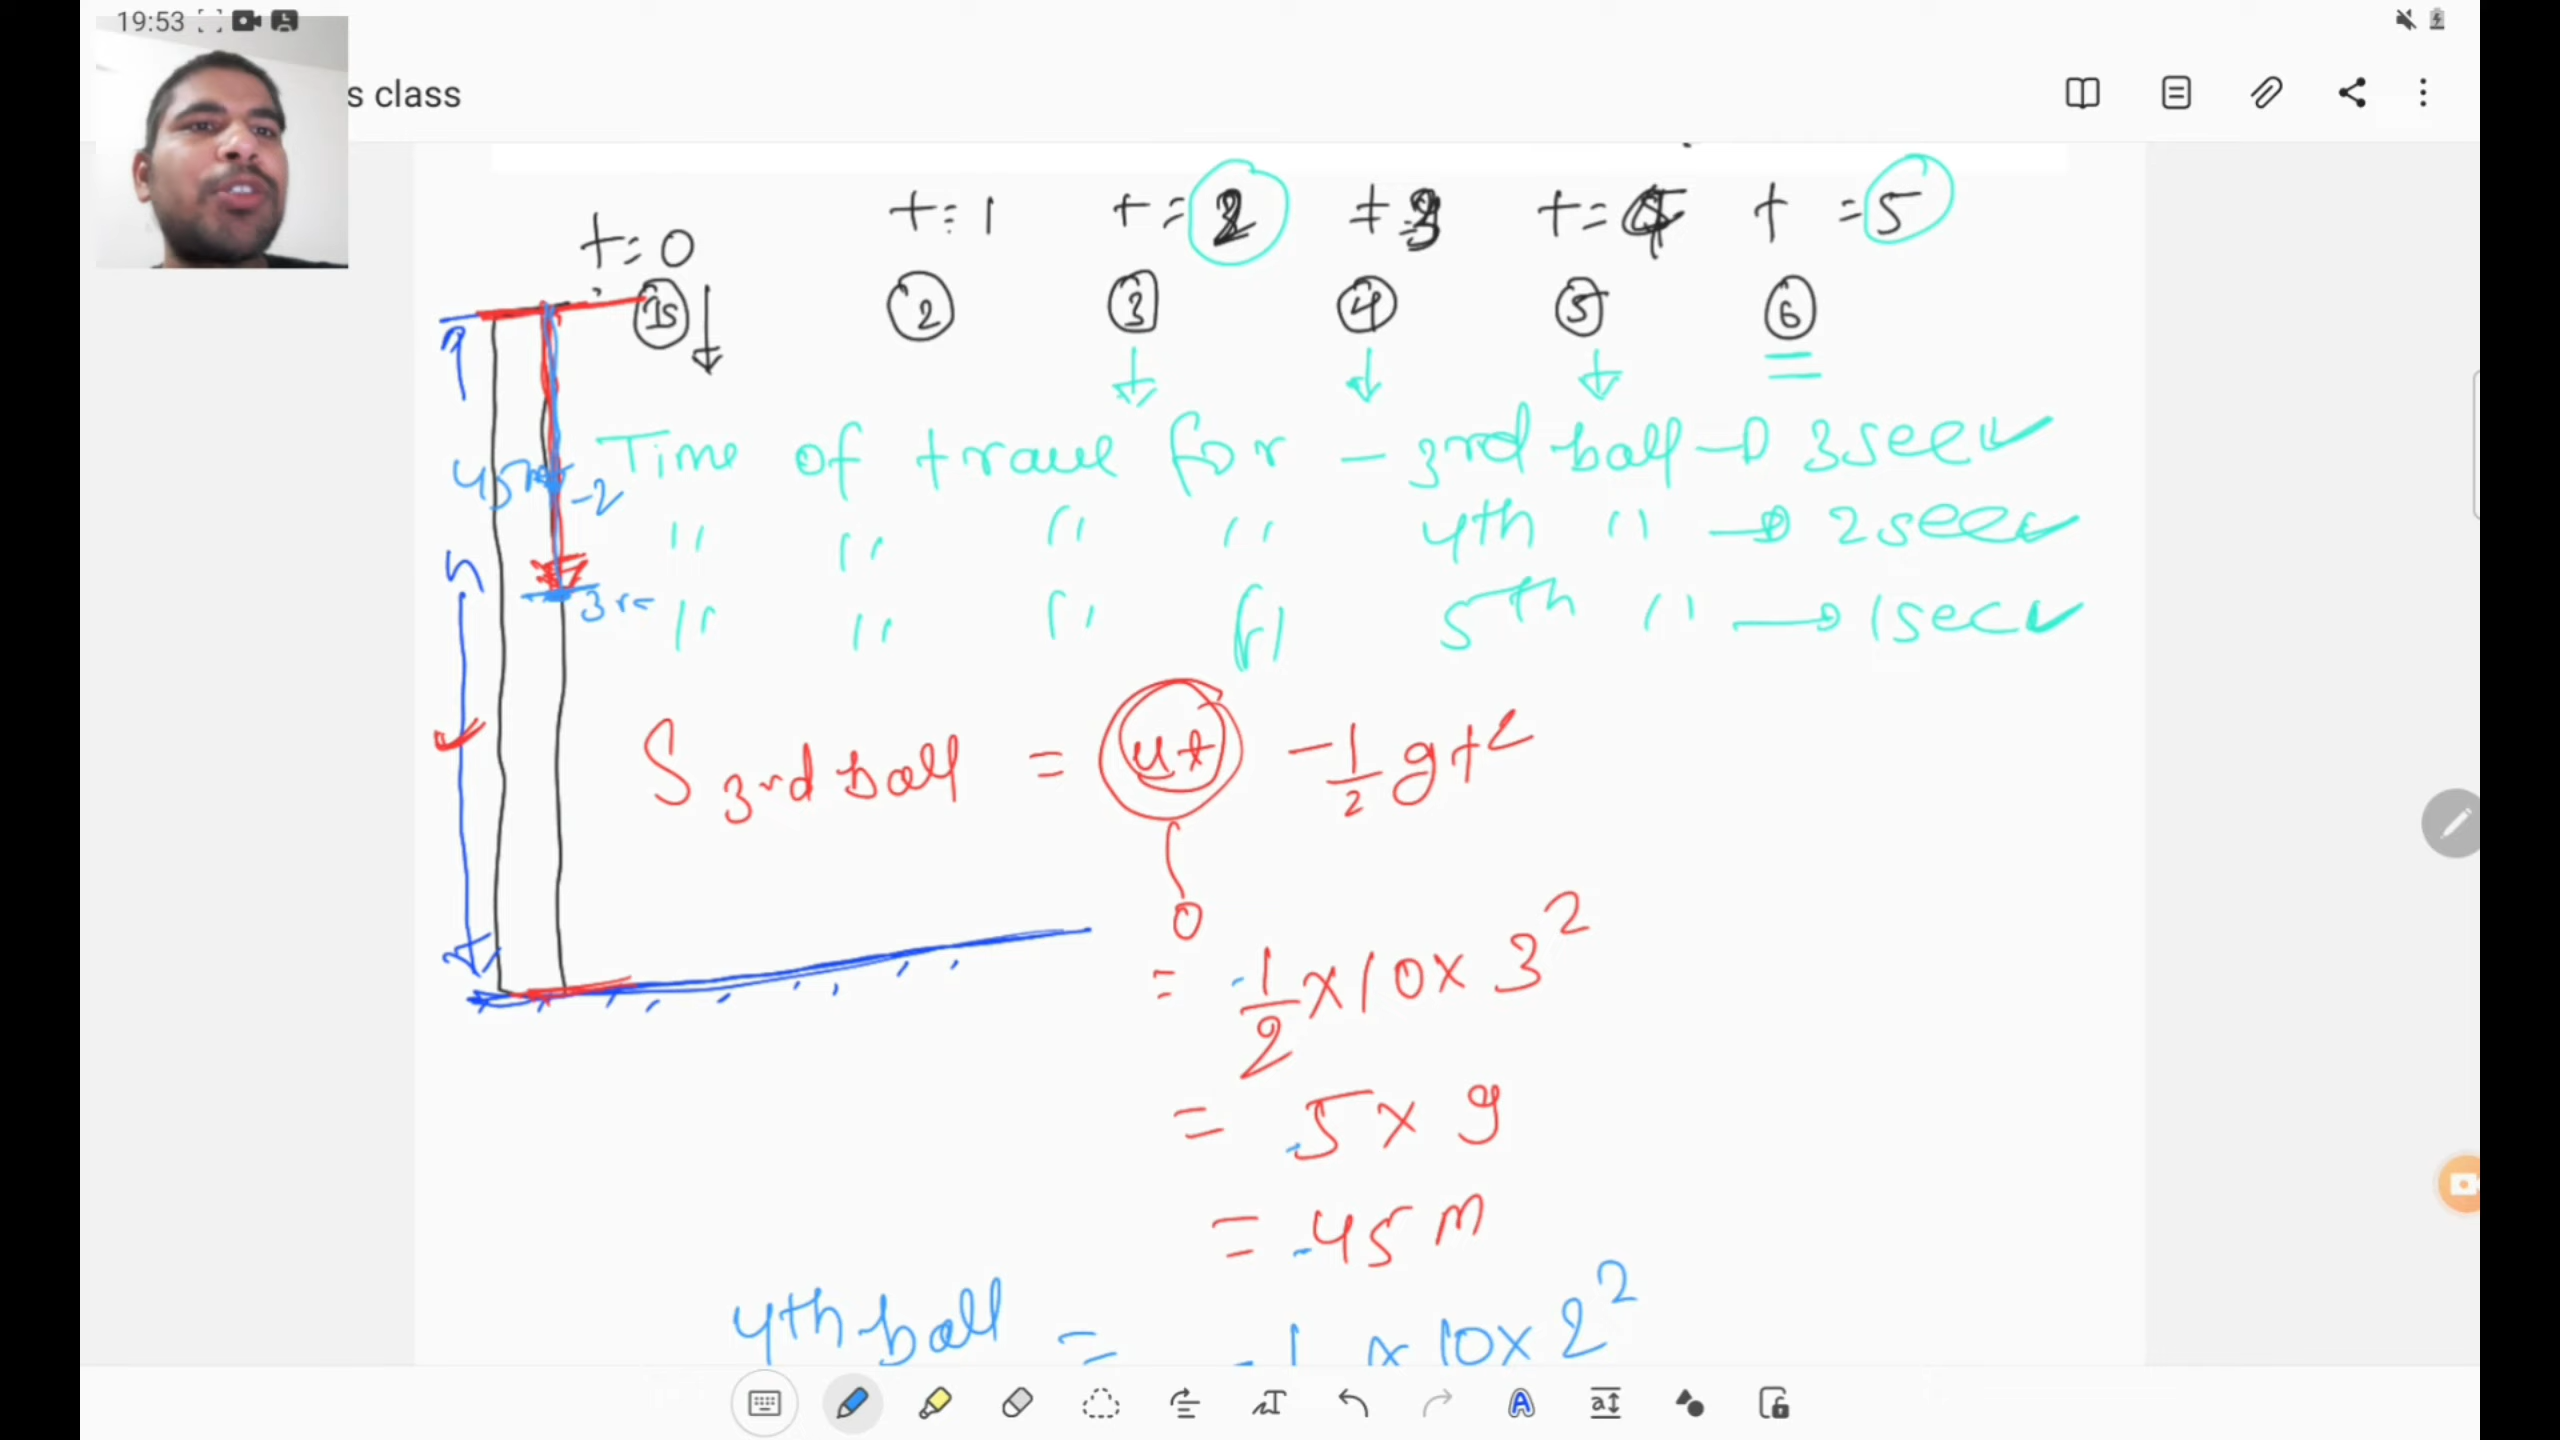 19:53
s class
t=0 t=1 t=2 t=3 t=4 t=5
1s 2 3 4 5 6
Time of travel for - 3rd ball → 3sec
" " " " 4th " → 2sec
45m -2
h
3r
" " " " 5th " → 1sec
S 3rd ball = ut - 1/2 gt²
0
= -1/2 x 10 x 3²
= -5 x 9
= -45 m
4th ball = -1 x 10 x 2²